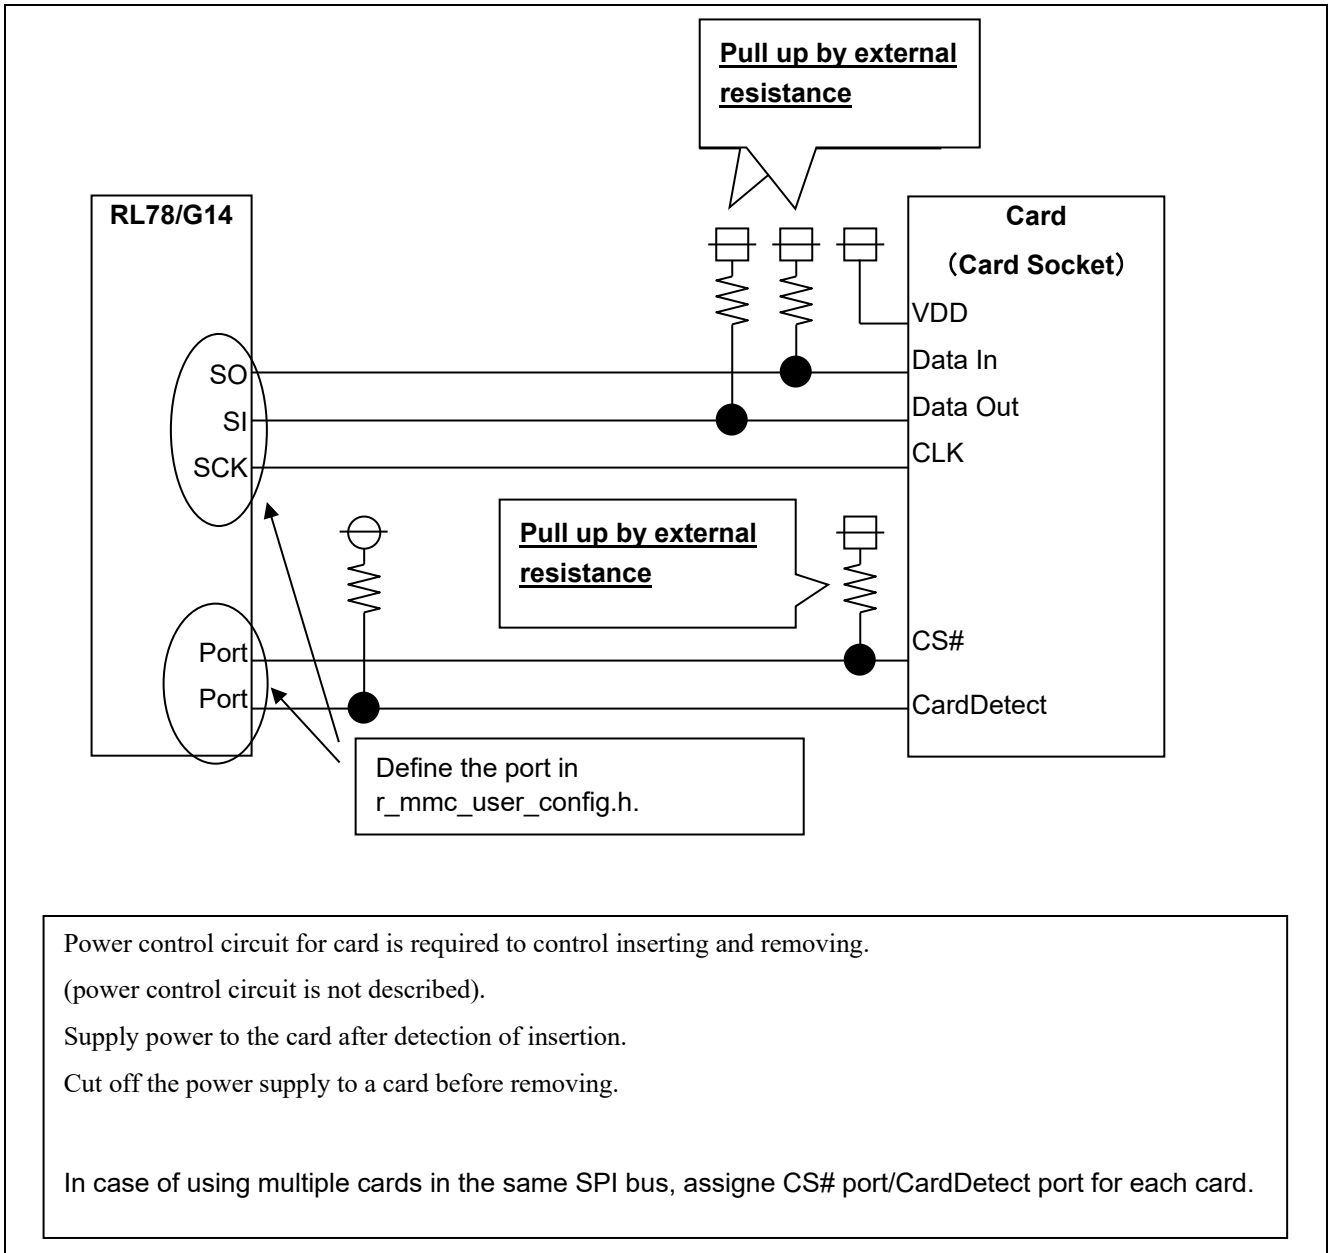 Pull up by external
resistance
RL78/G14
Card
（Card Socket）
VDD
SO
Data In
SI
Data Out
SCK
CLK
Pull up by external
resistance
Port
CS#
Port
CardDetect
Define the port in
r_mmc_user_config.h.
Power control circuit for card is required to control inserting and removing.
(power control circuit is not described).
Supply power to the card after detection of insertion.
Cut off the power supply to a card before removing.
In case of using multiple cards in the same SPI bus, assigne CS# port/CardDetect port for each card.